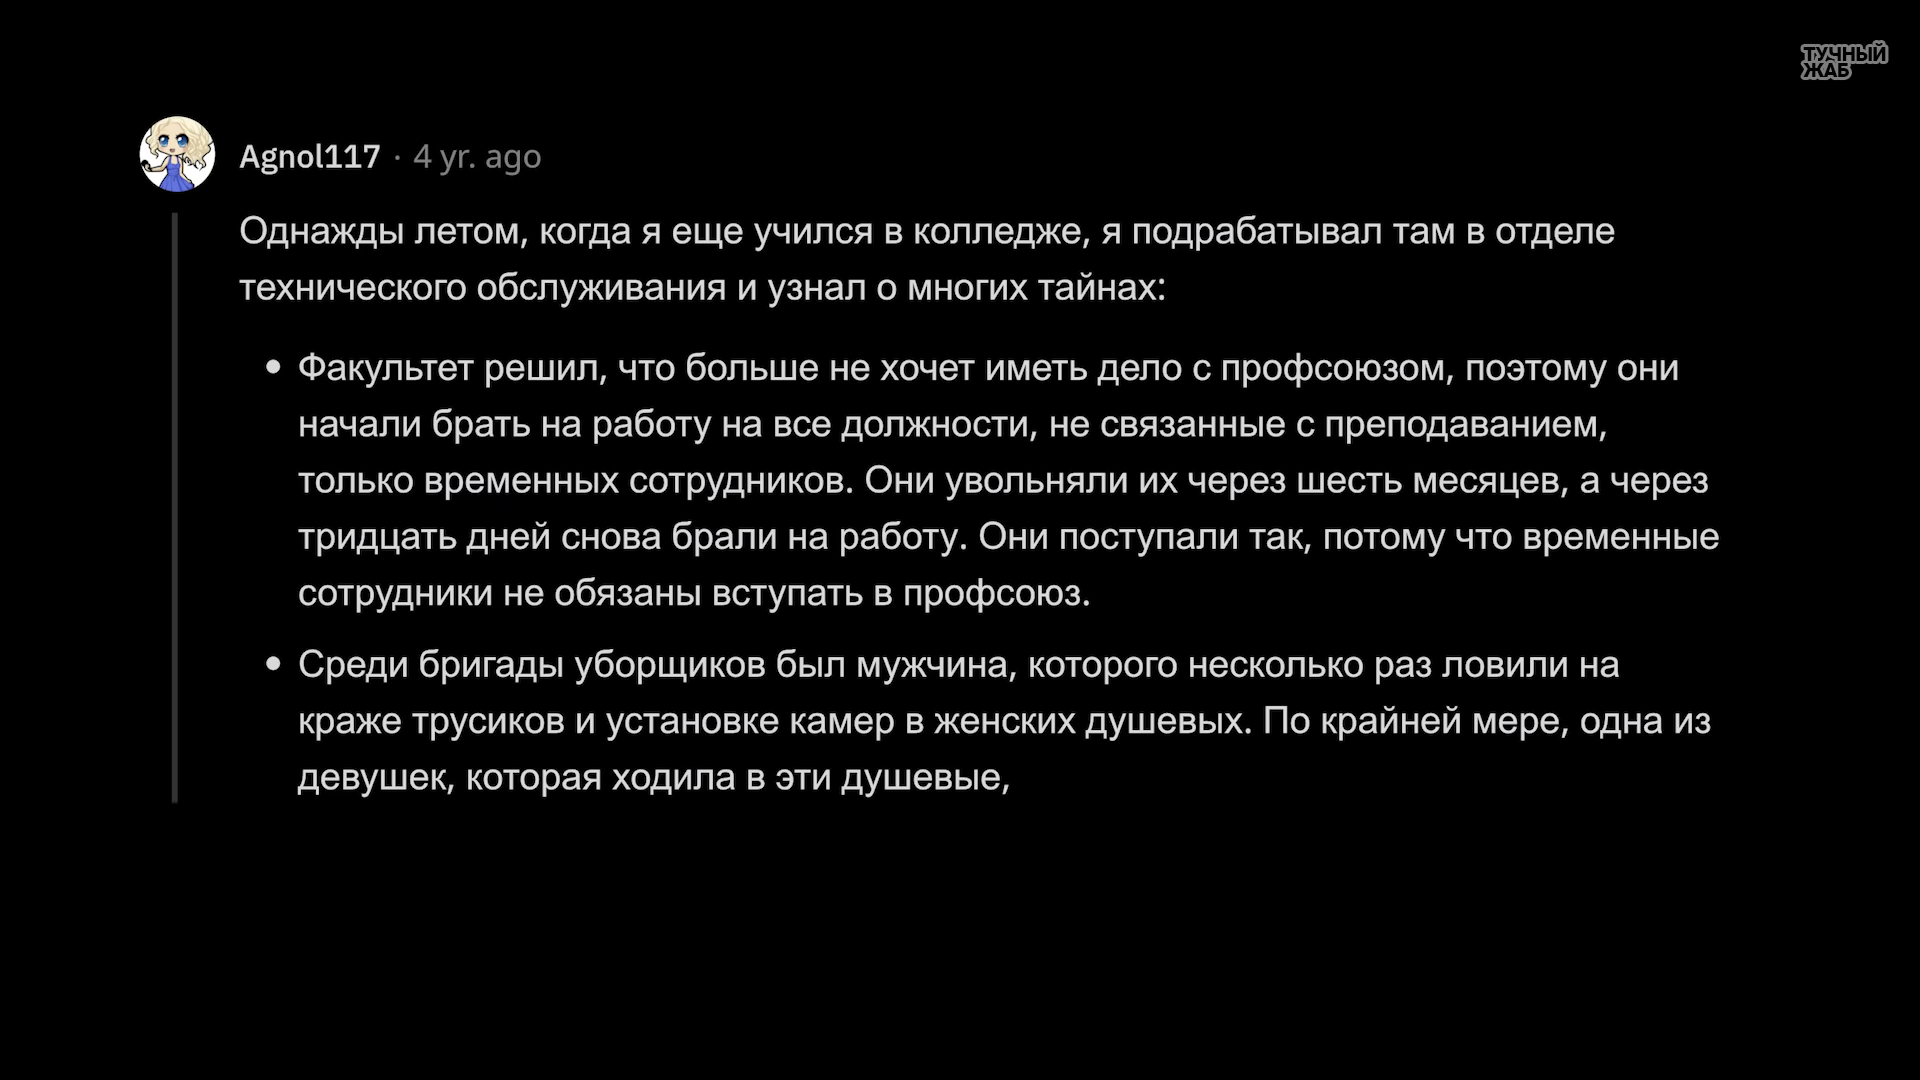 ТУЧНЫЙ
ЖАБ
Agnol117 · 4 yr. ago
Однажды летом, когда я еще учился в колледже, я подрабатывал там в отделе
технического обслуживания и узнал о многих тайнах:
• Факультет решил, что больше не хочет иметь дело с профсоюзом, поэтому они
начали брать на работу на все должности, не связанные с преподаванием,
только временных сотрудников. Они увольняли их через шесть месяцев, а через
тридцать дней снова брали на работу. Они поступали так, потому что временные
сотрудники не обязаны вступать в профсоюз.
• Среди бригады уборщиков был мужчина, которого несколько раз ловили на
краже трусиков и установке камер в женских душевых. По крайней мере, одна из
девушек, которая ходила в эти душевые,